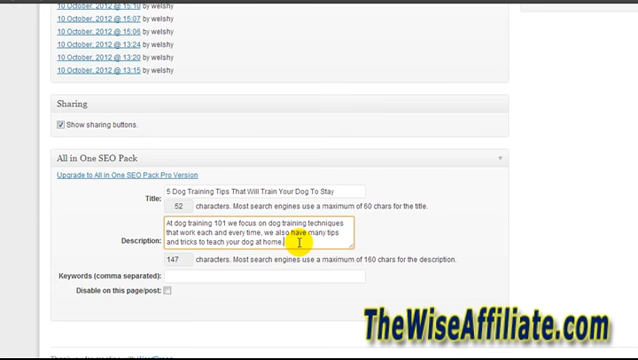 10 October, 2012 @ 15:10 by welshy
10 October, 2012 @ 15:07 by welshy
10 October, 2012 @ 15:06 by welshy
10 October, 2012 @ 13:24 by welshy
10 October, 2012 @ 13:20 by welshy
10 October, 2012 @ 13:15 by welshy
Sharing
Show sharing buttons.
All in One SEO Pack
Upgrade to All in One SEO Pack Pro Version
Title: 5 Dog Training Tips That Will Train Your Dog To Stay
52 characters. Most search engines use a maximum of 60 chars for the title.
At dog training 101 we focus on dog training techniques
that work each and every time, we also have many tips
Description: and tricks to teach your dog at home.
147 characters. Most search engines use a maximum of 160 chars for the description.
Keywords (comma separated):
Disable on this page/post:
TheWiseAffiliate.com